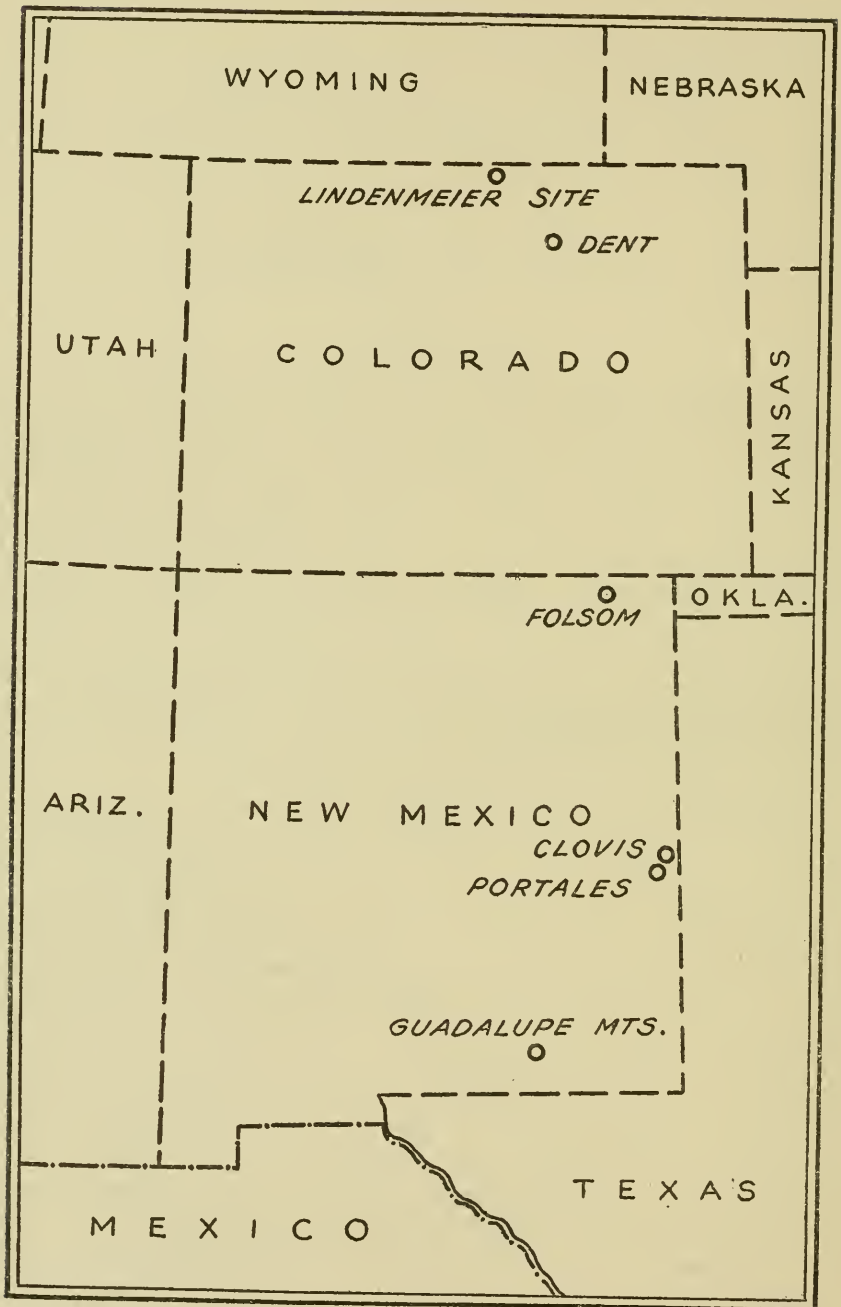 WYOMING
NEBRASKA
LINDENMEIER SITE
DENT
UTAH
COLORADO
KANSAS
FOLSOM
OKLA.
ARIZ.
NEW MEXICO
CLOVIS
PORTALES
GUADALUPE MTS.
TEXAS
MEXICO